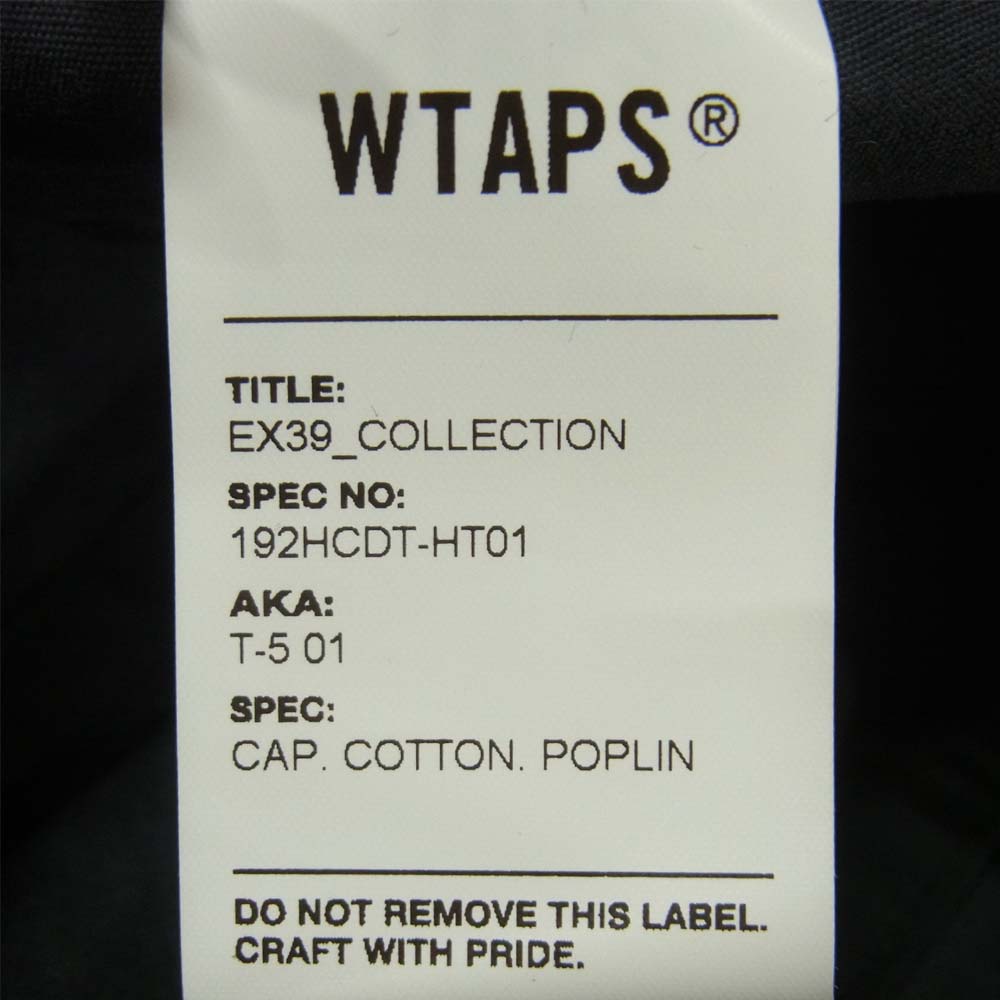 WTAPS®
TITLE:
EX39_COLLECTION
SPEC NO:
192HCDT-HT01
AKA:
T-5 01
SPEC:
CAP. COTTON. POPLIN
DO NOT REMOVE THIS LABEL.
CRAFT WITH PRIDE.